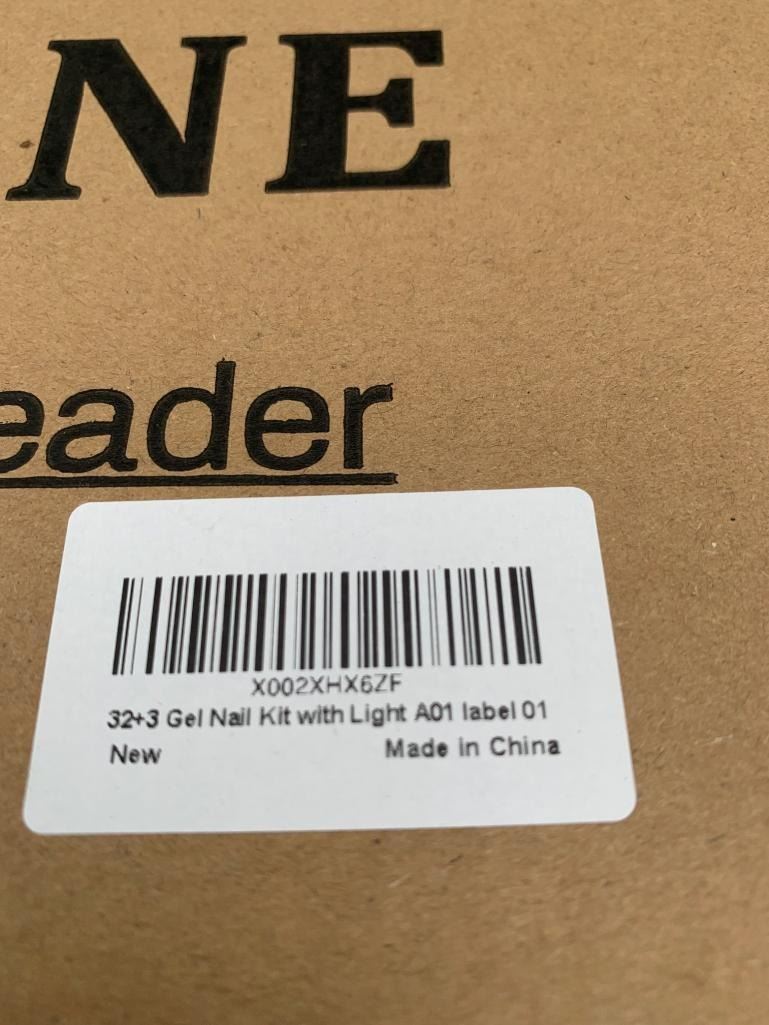 NE
eader
X002XHX6ZF
32+3 Gel Nail Kit with Light A01 label 01
New Made in China